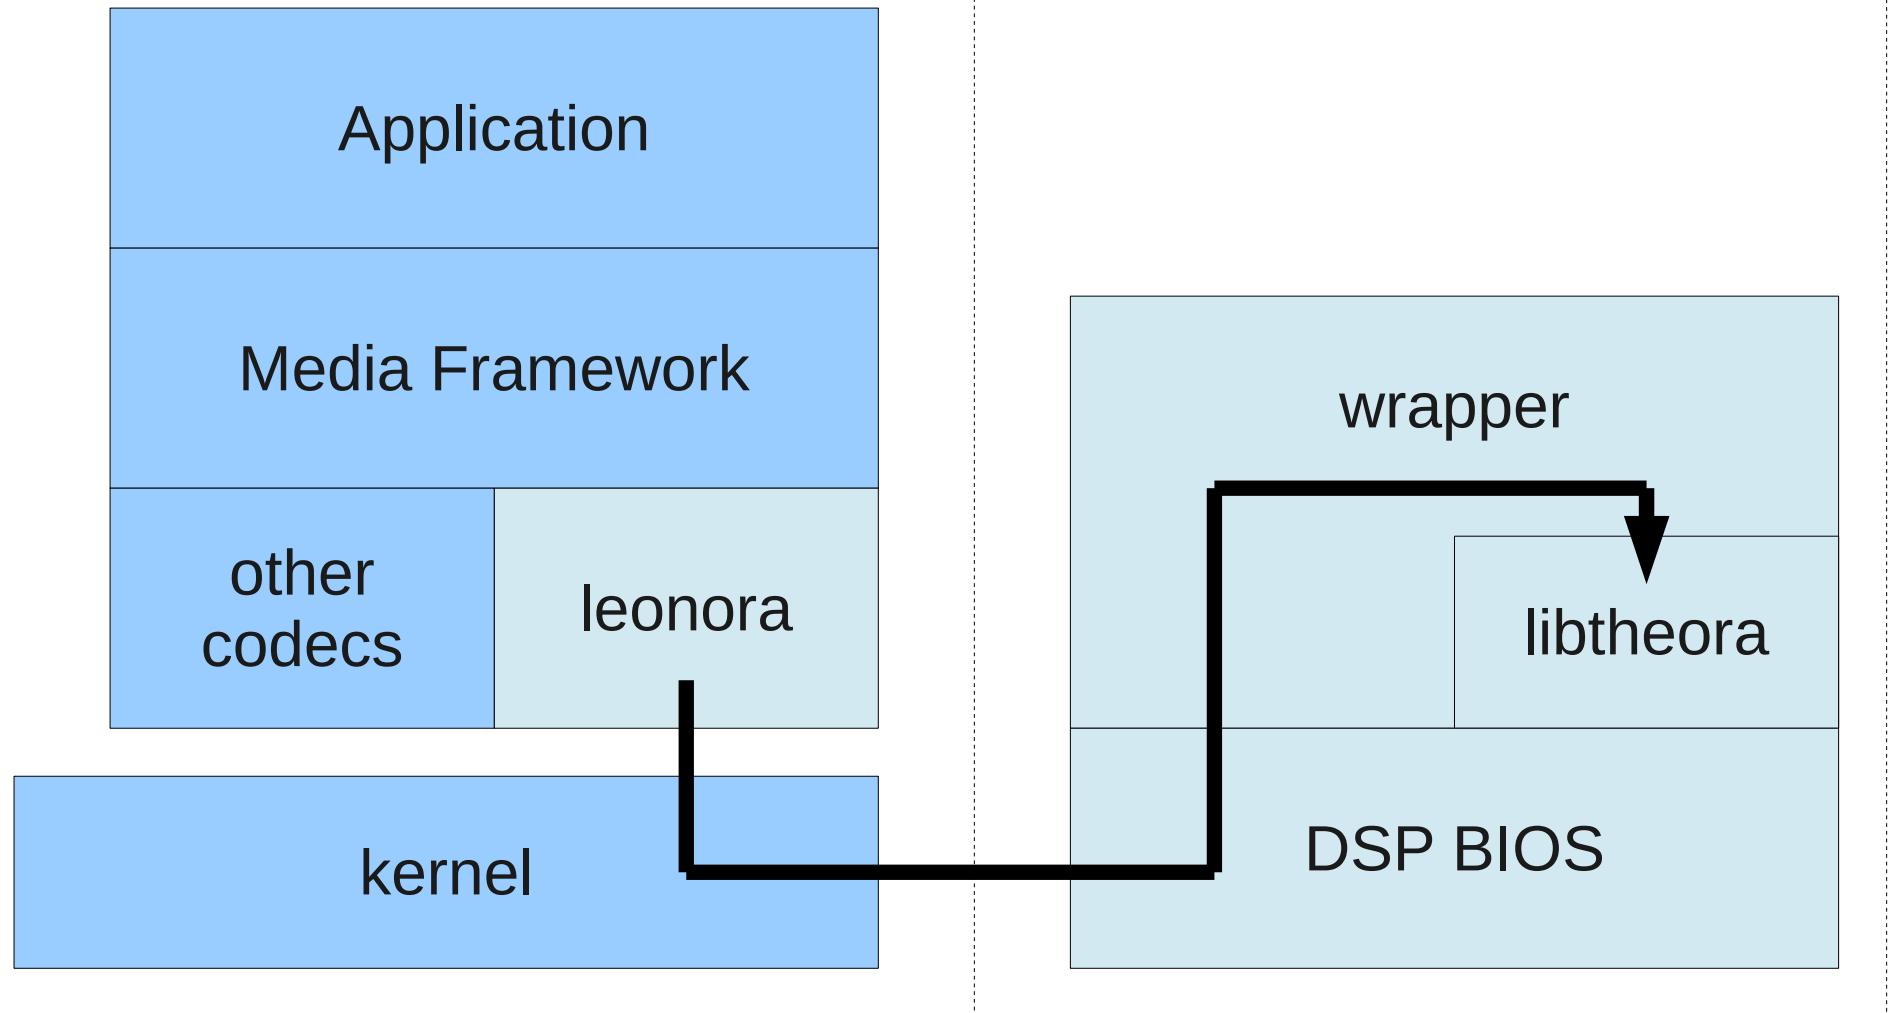 Application
Media Framework
other
codecs
leonora
kernel
wrapper
libtheora
DSP BIOS